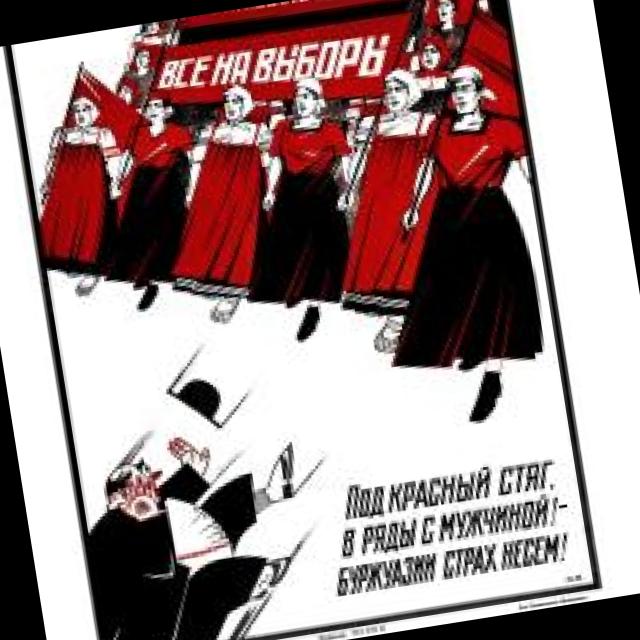 ВСЕ НА ВЫБОРЫ
ПОД КРАСНЫЙ СТЯГ.
В РЯДЫ С МУЖЧИНОЙ!-
БУРЖУАЗИИ СТРАХ НЕСЕМ!